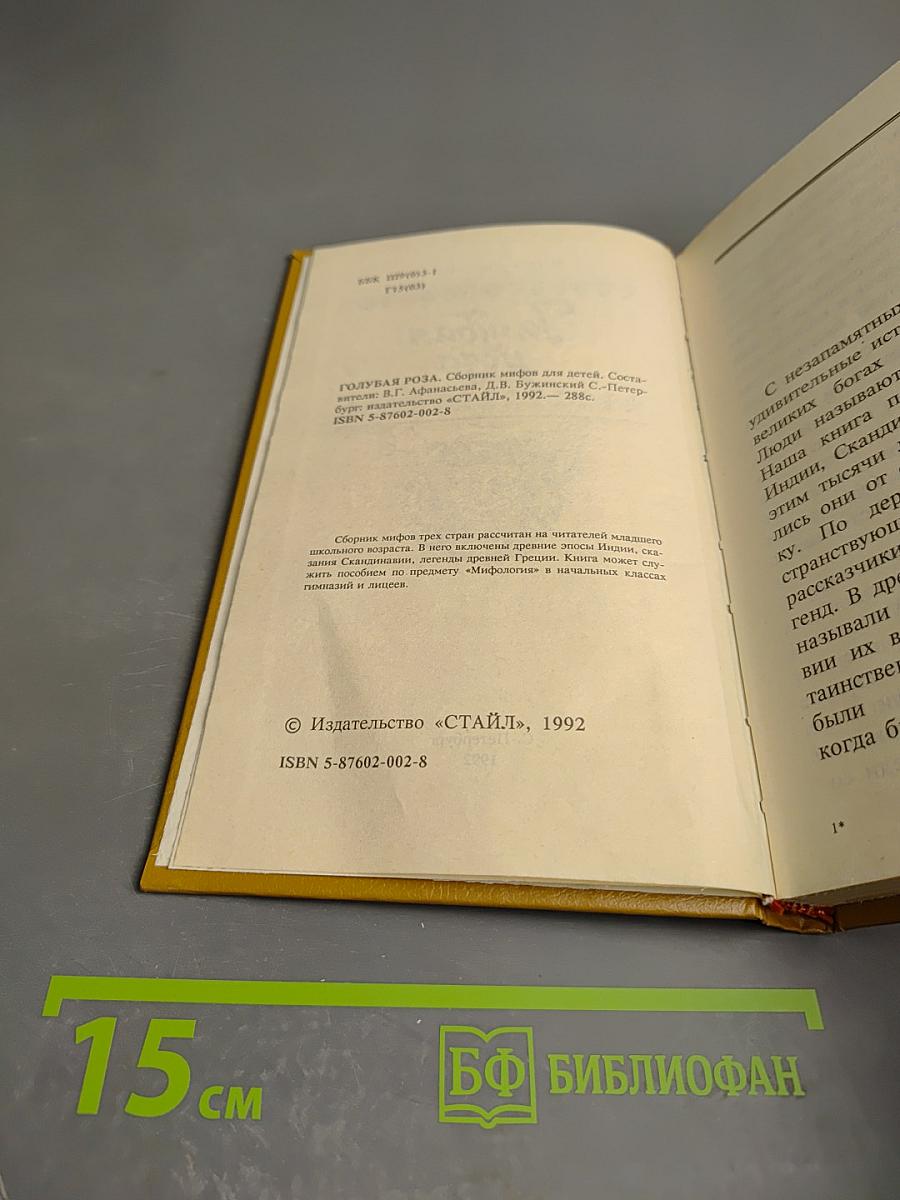 ББК
ГОЛУБАЯ РОЗА. Сборник мифов для детей. Соста-
вители: В.Г. Афанасьева, Д.В. Бужинский С.-Петер-
бург: издательство «СТАЙЛ», 1992.— 288с.
ISBN 5-87602-002-8
Сборник мифов трех стран рассчитан на читателей младшего
школьного возраста. В него включены древние эпосы Индии, ска-
зания Скандинавии, легенды древней Греции. Книга может слу-
жить пособием по предмету «Мифология» в начальных классах
гимназий и лицеев.
© Издательство «СТАЙЛ», 1992
ISBN 5-87602-002-8
С незапамятных
удивительные ист
великих богах
Люди называют
Наша книга п
Индии, Сканди
этим тысячи
лись они от
ку. По дер
странствующ
рассказчики
генд. В дре
называли
вии их в
таинствен
были
когда б
1*
15 см
БФ БИБЛИОФАН